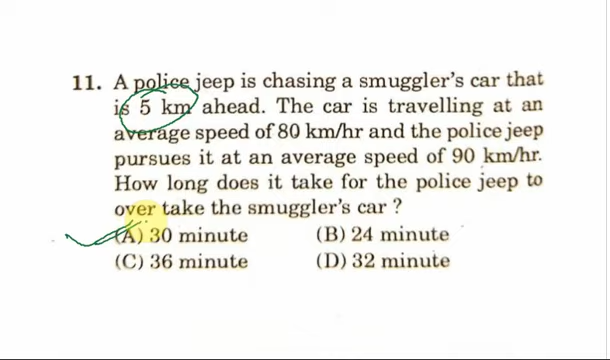 11. A police jeep is chasing a smuggler's car that
is 5 km ahead. The car is travelling at an
average speed of 80 km/hr and the police jeep
pursues it at an average speed of 90 km/hr.
How long does it take for the police jeep to
over take the smuggler's car ?
(A) 30 minute (B) 24 minute
(C) 36 minute (D) 32 minute